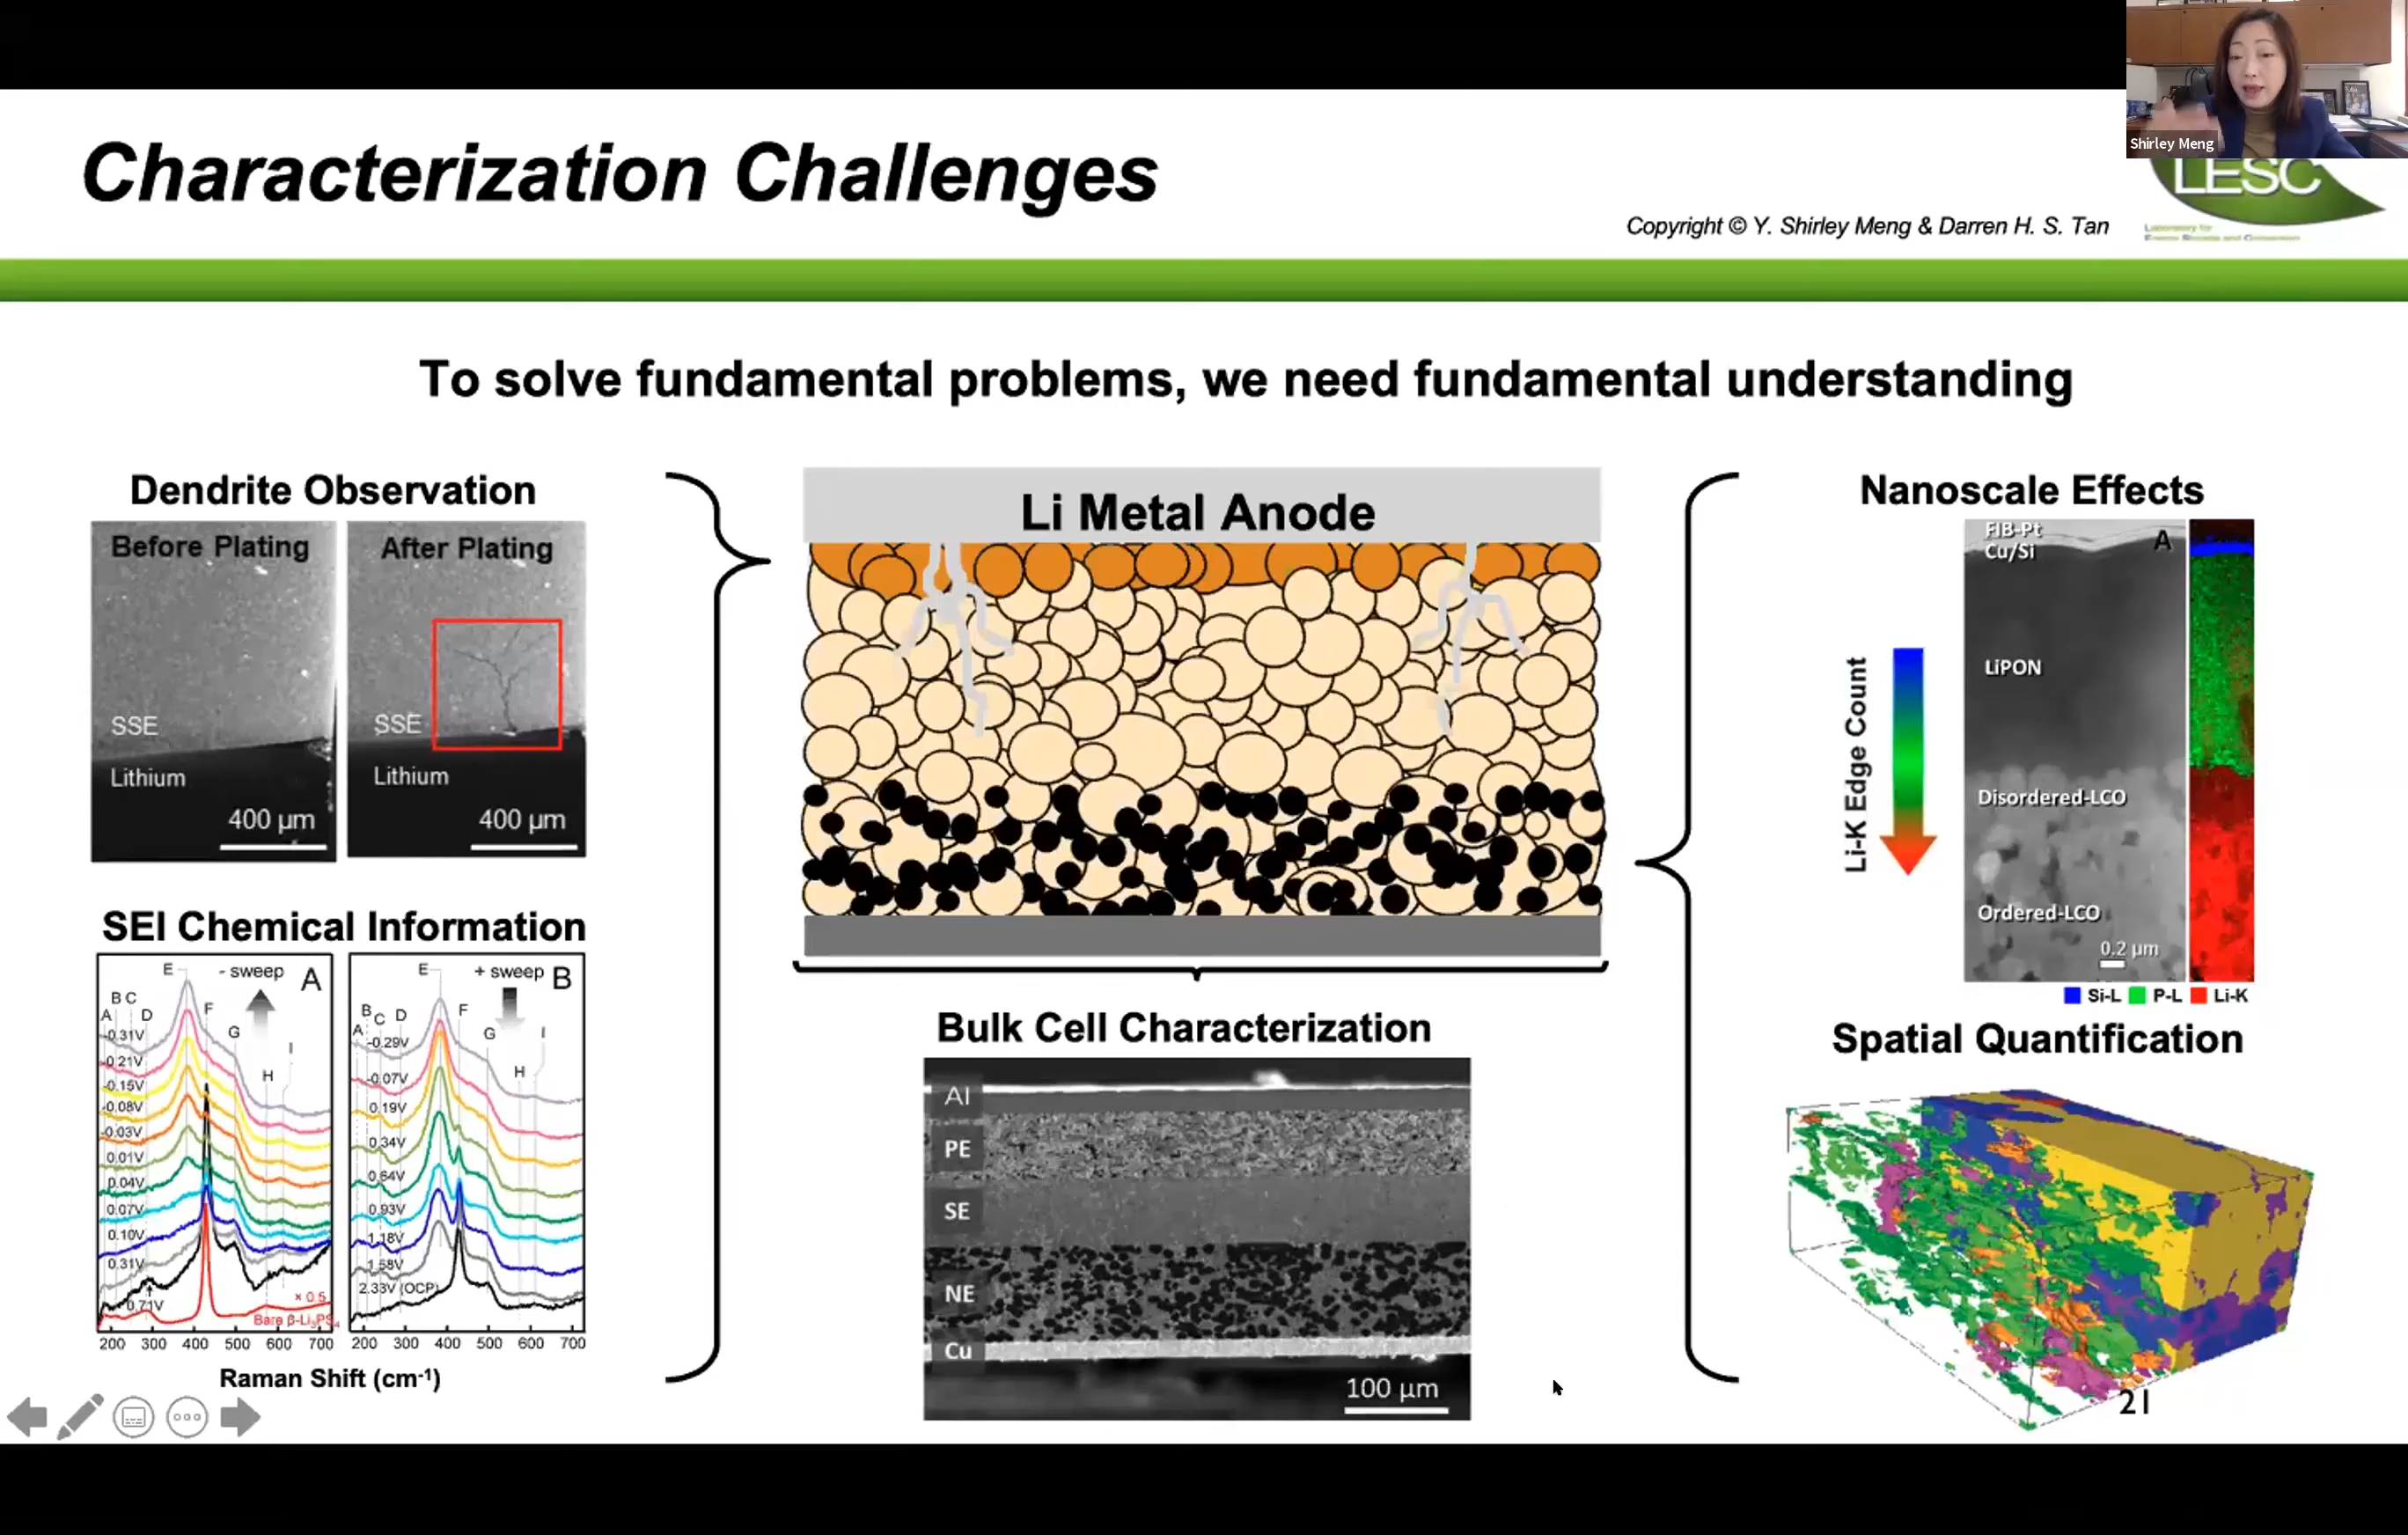 Shirley Meng
Characterization Challenges
LESC
Copyright © Y. Shirley Meng & Darren H. S. Tan
Laboratory for
Energy Storage and Conversion
To solve fundamental problems, we need fundamental understanding
Dendrite Observation
Before Plating
SSE
Lithium
400 µm
After Plating
SSE
Lithium
400 µm
SEI Chemical Information
A
- sweep
E
B C
A
D
F
G
H
I
-0.31V
-0.21V
-0.15V
-0.08V
-0.03V
0.01V
0.04V
0.07V
0.10V
0.31V
0.71V
× 0.5
Bare β-Li₃PS₄
200 300 400 500 600 700
B
+ sweep
E
B
C
D
A
F
G
H
I
-0.29V
-0.07V
0.19V
0.34V
0.64V
0.93V
1.18V
1.58V
2.33V (OCP)
200 300 400 500 600 700
Raman Shift (cm⁻¹)
Li Metal Anode
Bulk Cell Characterization
Al
PE
SE
NE
Cu
100 µm
Nanoscale Effects
Li-K Edge Count
FIB-Pt
Cu/Si
A
LiPON
Disordered-LCO
Ordered-LCO
0.2 µm
Si-L P-L Li-K
Spatial Quantification
21